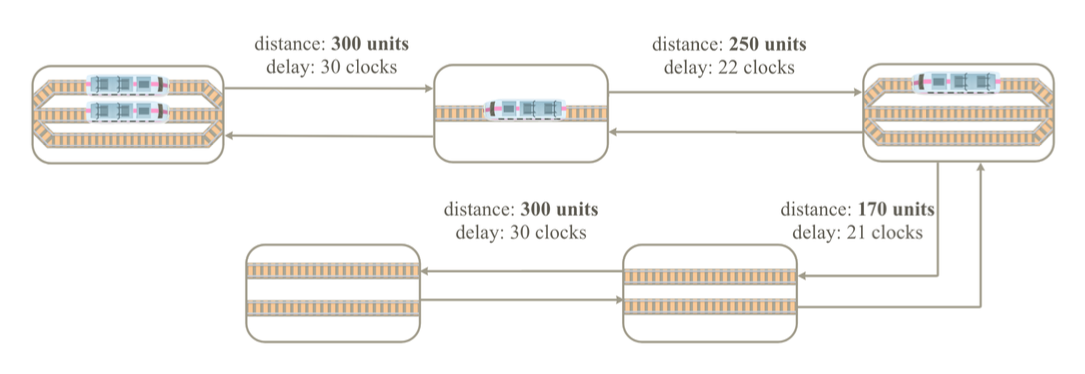 distance: 300 units
delay: 30 clocks
distance: 250 units
delay: 22 clocks
distance: 300 units
delay: 30 clocks
distance: 170 units
delay: 21 clocks